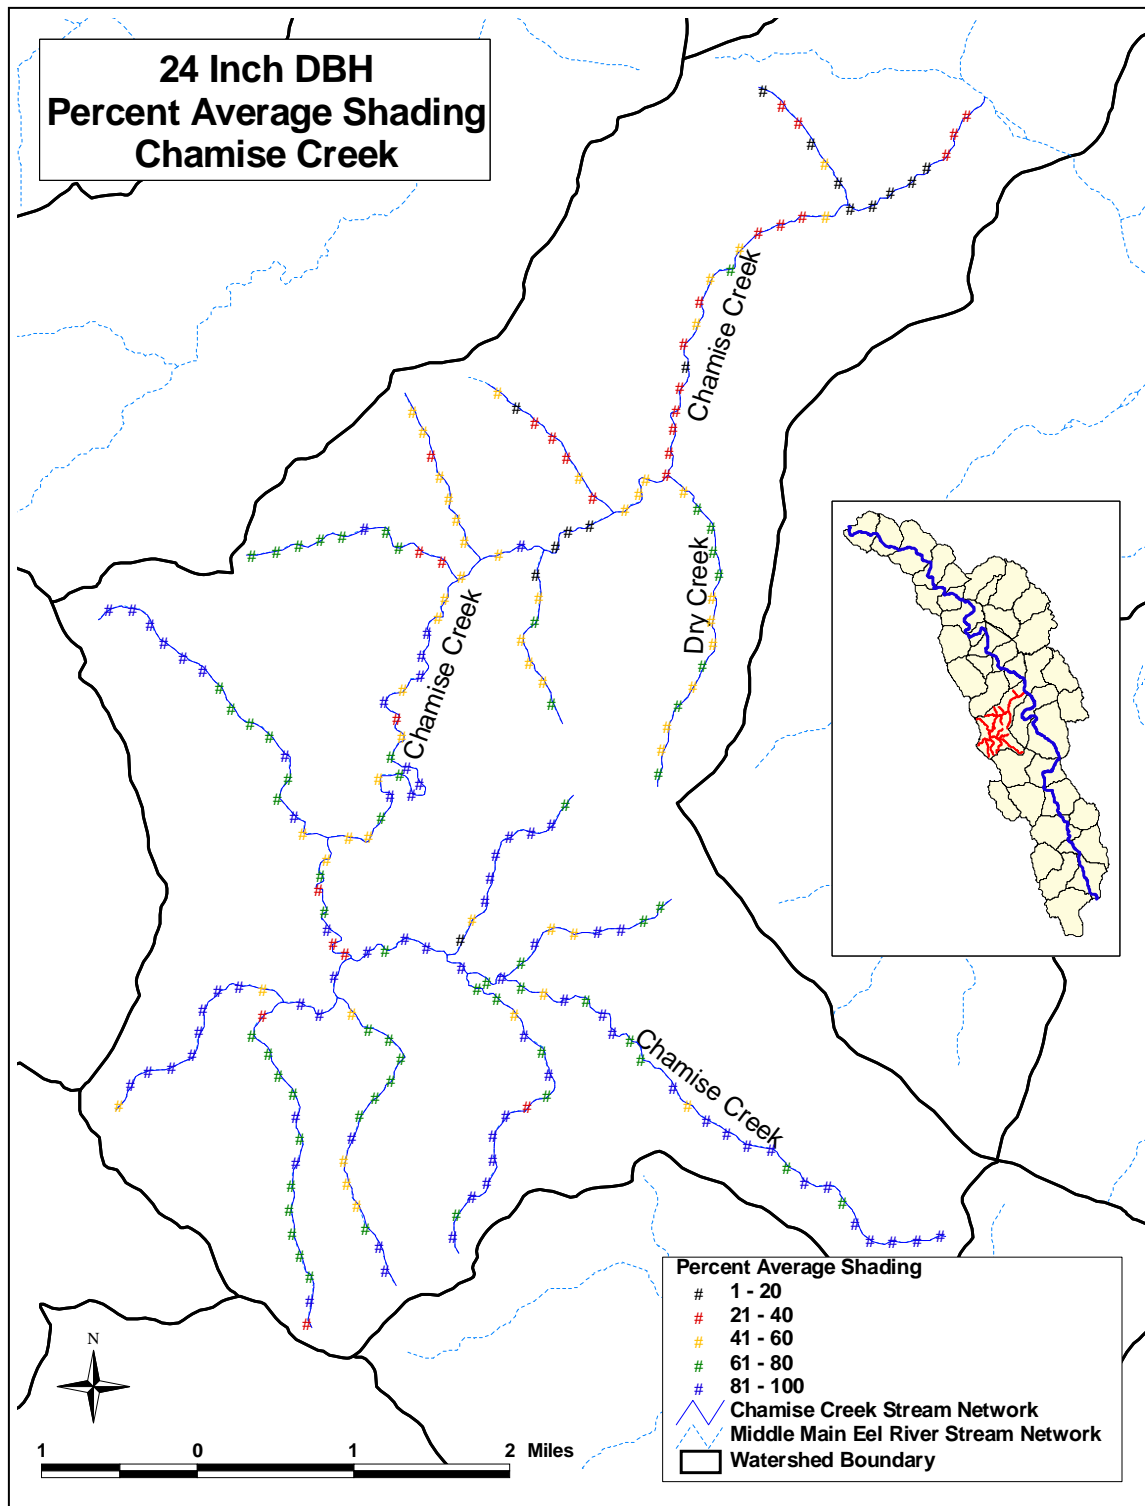 24 Inch DBH
Percent Average Shading
Chamise Creek
Chamise Creek
Dry Creek
Chamise Creek
Chamise Creek
Percent Average Shading
# 1 - 20
# 21 - 40
# 41 - 60
# 61 - 80
# 81 - 100
Chamise Creek Stream Network
Middle Main Eel River Stream Network
Watershed Boundary
N
1 0 1 2 Miles